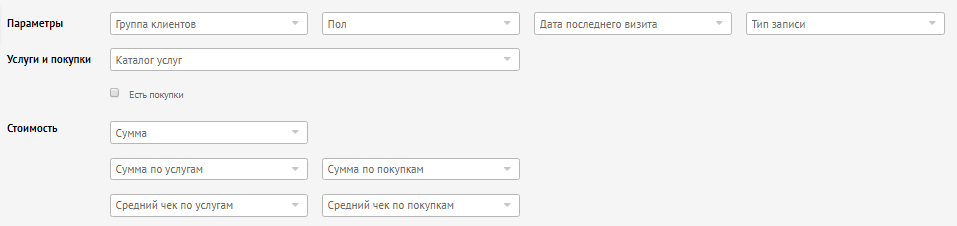 Параметры Группа клиентов Пол Дата последнего визита Тип записи
Услуги и покупки Каталог услуг
Есть покупки
Стоимость Сумма
Сумма по услугам Сумма по покупкам
Средний чек по услугам Средний чек по покупкам